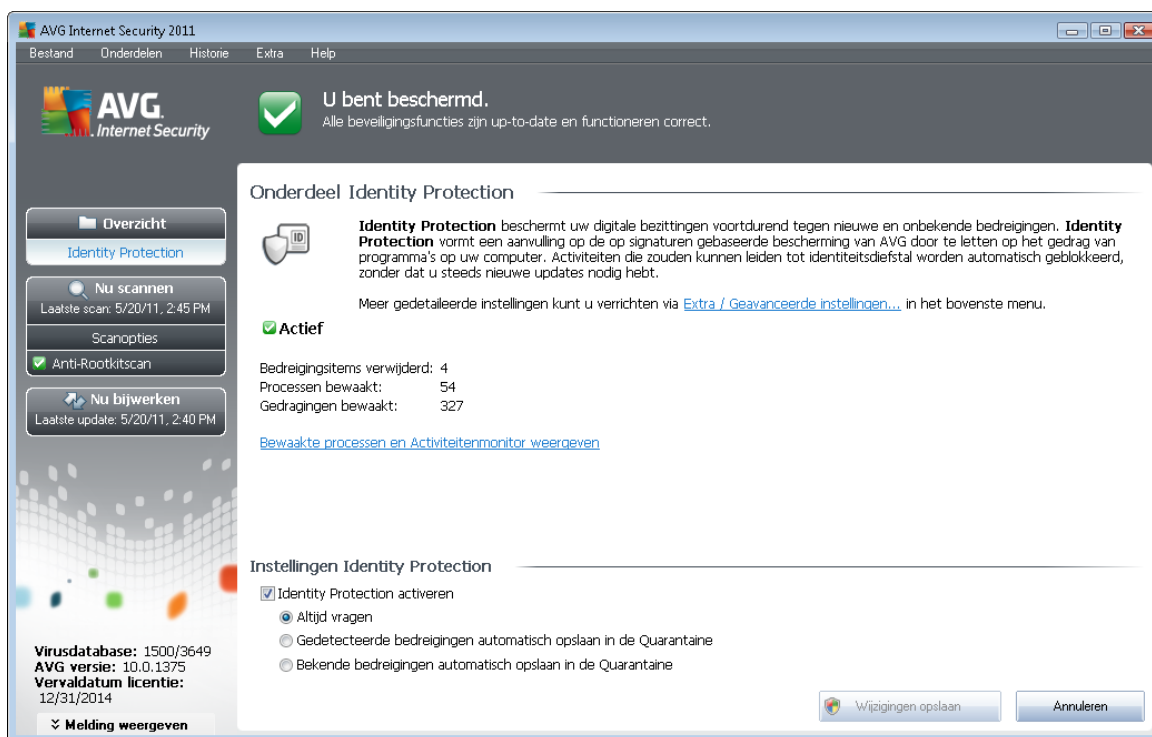 AVG Internet Security 2011
Bestand Onderdelen Historie Extra Help
AVG.
Internet Security
U bent beschermd.
Alle beveiligingsfuncties zijn up-to-date en functioneren correct.
Overzicht
Identity Protection
Nu scannen
Laatste scan: 5/20/11, 2:45 PM
Scanopties
Anti-Rootkitscan
Nu bijwerken
Laatste update: 5/20/11, 2:40 PM
Virusdatabase: 1500/3649
AVG versie: 10.0.1375
Vervaldatum licentie:
12/31/2014
Melding weergeven
Onderdeel Identity Protection
ID
Identity Protection beschermt uw digitale bezittingen voortdurend tegen nieuwe en onbekende bedreigingen. Identity
Protection vormt een aanvulling op de op signaturen gebaseerde bescherming van AVG door te letten op het gedrag van
programma's op uw computer. Activiteiten die zouden kunnen leiden tot identiteitsdiefstal worden automatisch geblokkeerd,
zonder dat u steeds nieuwe updates nodig hebt.
Meer gedetaileerde instellingen kunt u verrichten via Extra / Geavanceerde instellingen... in het bovenste menu.
Actief
Bedreigingsitems verwijderd: 4
Processen bewaakt: 54
Gedragingen bewaakt: 327
Bewaakte processen en Activiteitenmonitor weergeven
Instellingen Identity Protection
Identity Protection activeren
Altijd vragen
Gedetecteerde bedreigingen automatisch opslaan in de Quarantaine
Bekende bedreigingen automatisch opslaan in de Quarantaine
Wijzigingen opslaan
Annuleren